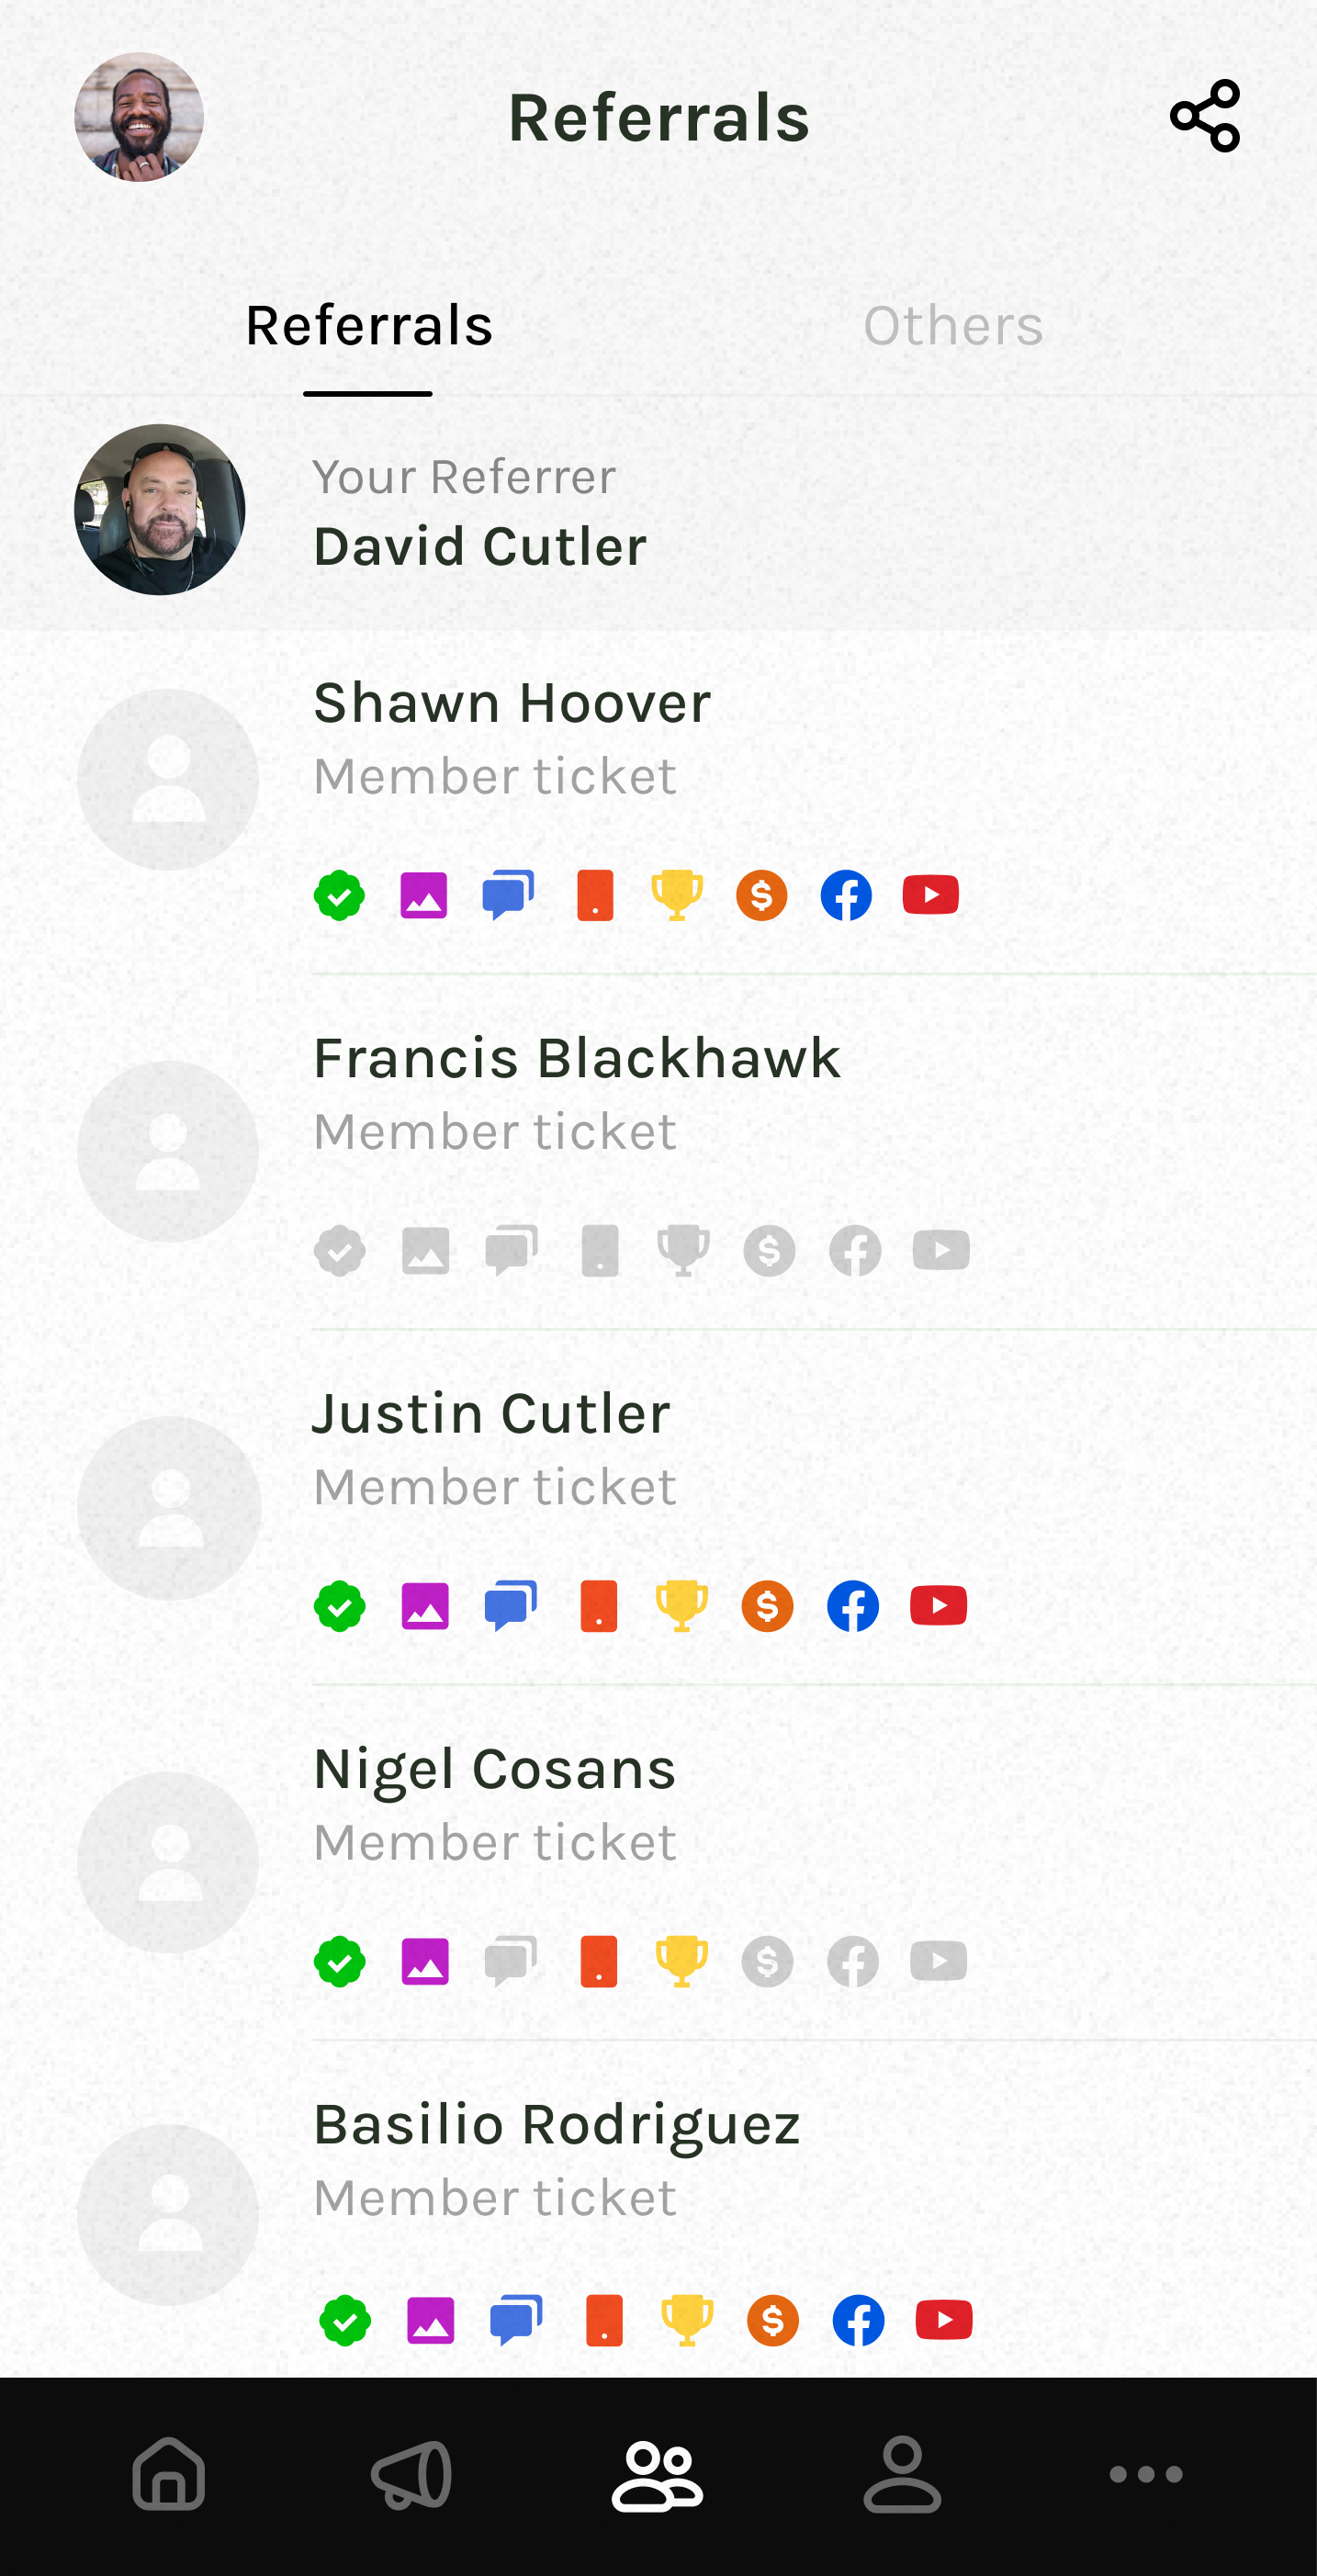 Referrals
Referrals
Others
Your Referrer
David Cutler
Shawn Hoover
Member ticket
Francis Blackhawk
Member ticket
Justin Cutler
Member ticket
Nigel Cosans
Member ticket
Basilio Rodriguez
Member ticket